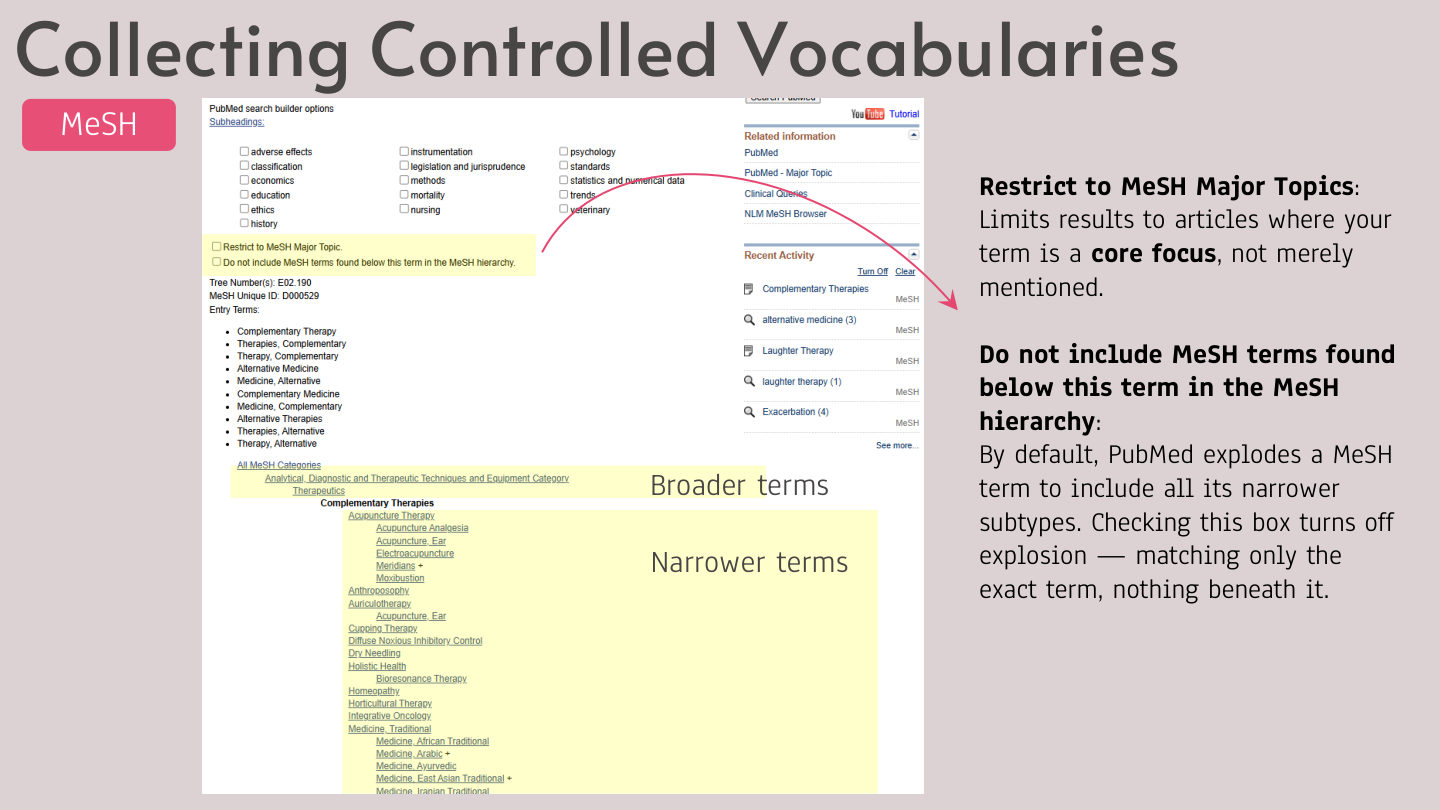 Collecting Controlled Vocabularies
MeSH
PubMed search builder options
Subheadings:
adverse effects
classification
economics
education
ethics
history
instrumentation
legislation and jurisprudence
methods
mortality
nursing
psychology
standards
statistics and numerical data
trends
veterinary
Restrict to MeSH Major Topic.
Do not include MeSH terms found below this term in the MeSH hierarchy.
Tree Number(s): E02.190
MeSH Unique ID: D000529
Entry Terms:
• Complementary Therapy
• Therapies, Complementary
• Therapy, Complementary
• Alternative Medicine
• Medicine, Alternative
• Complementary Medicine
• Medicine, Complementary
• Alternative Therapies
• Therapies, Alternative
• Therapy, Alternative
All MeSH Categories
Analytical, Diagnostic and Therapeutic Techniques and Equipment Category
Therapeutics
Complementary Therapies
Acupuncture Therapy
Acupuncture Analgesia
Acupuncture, Ear
Electroacupuncture
Meridians +
Moxibustion
Anthroposophy
Auriculotherapy
Acupuncture, Ear
Cupping Therapy
Diffuse Noxious Inhibitory Control
Dry Needling
Holistic Health
Bioresonance Therapy
Homeopathy
Horticultural Therapy
Integrative Oncology
Medicine, Traditional
Medicine, African Traditional
Medicine, Arabic +
Medicine, Ayurvedic
Medicine, East Asian Traditional +
Medicine, Iranian Traditional
Broader terms
Narrower terms
Search PubMed
YouTube Tutorial
Related information
PubMed
PubMed - Major Topic
Clinical Queries
NLM MeSH Browser
Recent Activity
Turn Off Clear
Complementary Therapies
MeSH
alternative medicine (3)
MeSH
Laughter Therapy
MeSH
laughter therapy (1)
MeSH
Exacerbation (4)
MeSH
See more...
Restrict to MeSH Major Topics:
Limits results to articles where your
term is a core focus, not merely
mentioned.
Do not include MeSH terms found
below this term in the MeSH
hierarchy:
By default, PubMed explodes a MeSH
term to include all its narrower
subtypes. Checking this box turns off
explosion — matching only the
exact term, nothing beneath it.